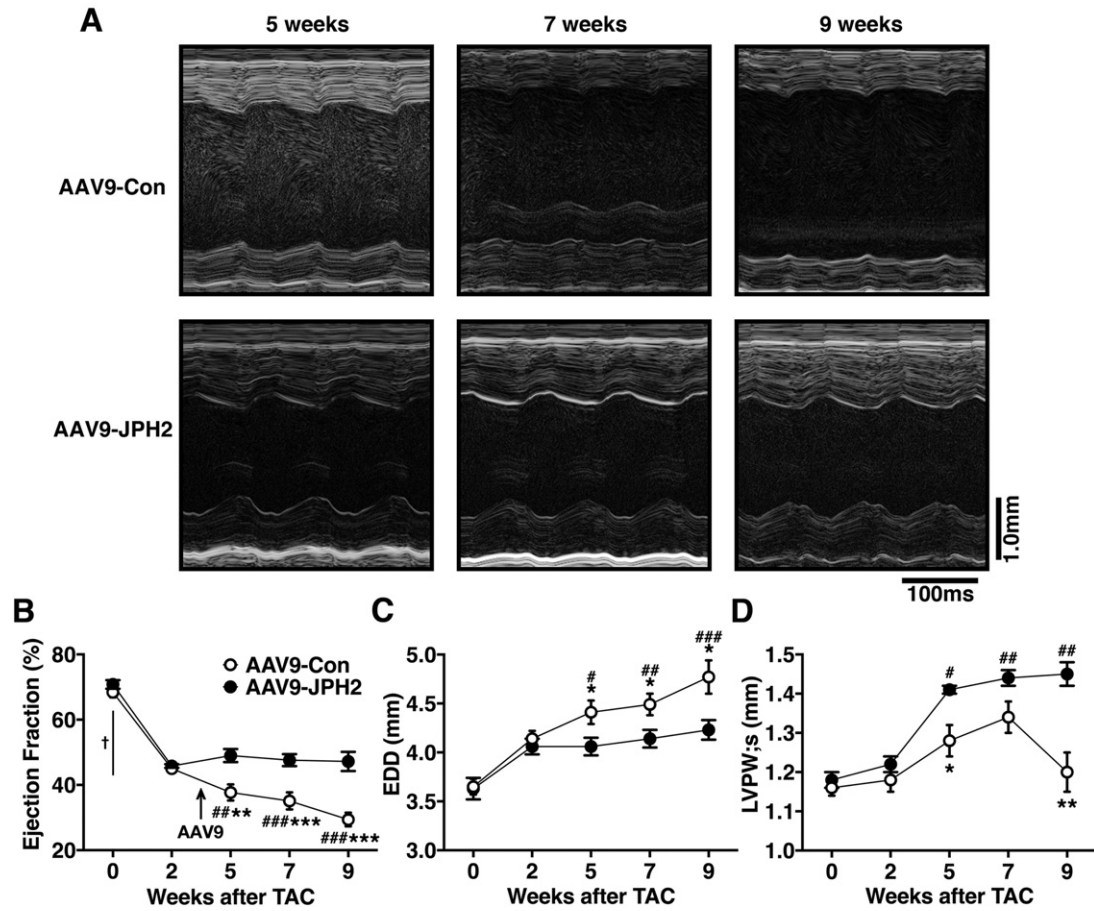 A
5 weeks 7 weeks 9 weeks
AAV9-Con
AAV9-JPH2
1.0mm
100ms
B
Ejection Fraction (%)
80
60
40
20
AAV9-Con
AAV9-JPH2
†
AAV9
##**
###***
###***
0 2 5 7 9
Weeks after TAC
C
EDD (mm)
5.0
4.5
4.0
3.5
3.0
#
*
##
*
###
*
0 2 5 7 9
Weeks after TAC
D
LVPW;s (mm)
1.5
1.4
1.3
1.2
1.1
1.0
#
##
##
*
**
0 2 5 7 9
Weeks after TAC